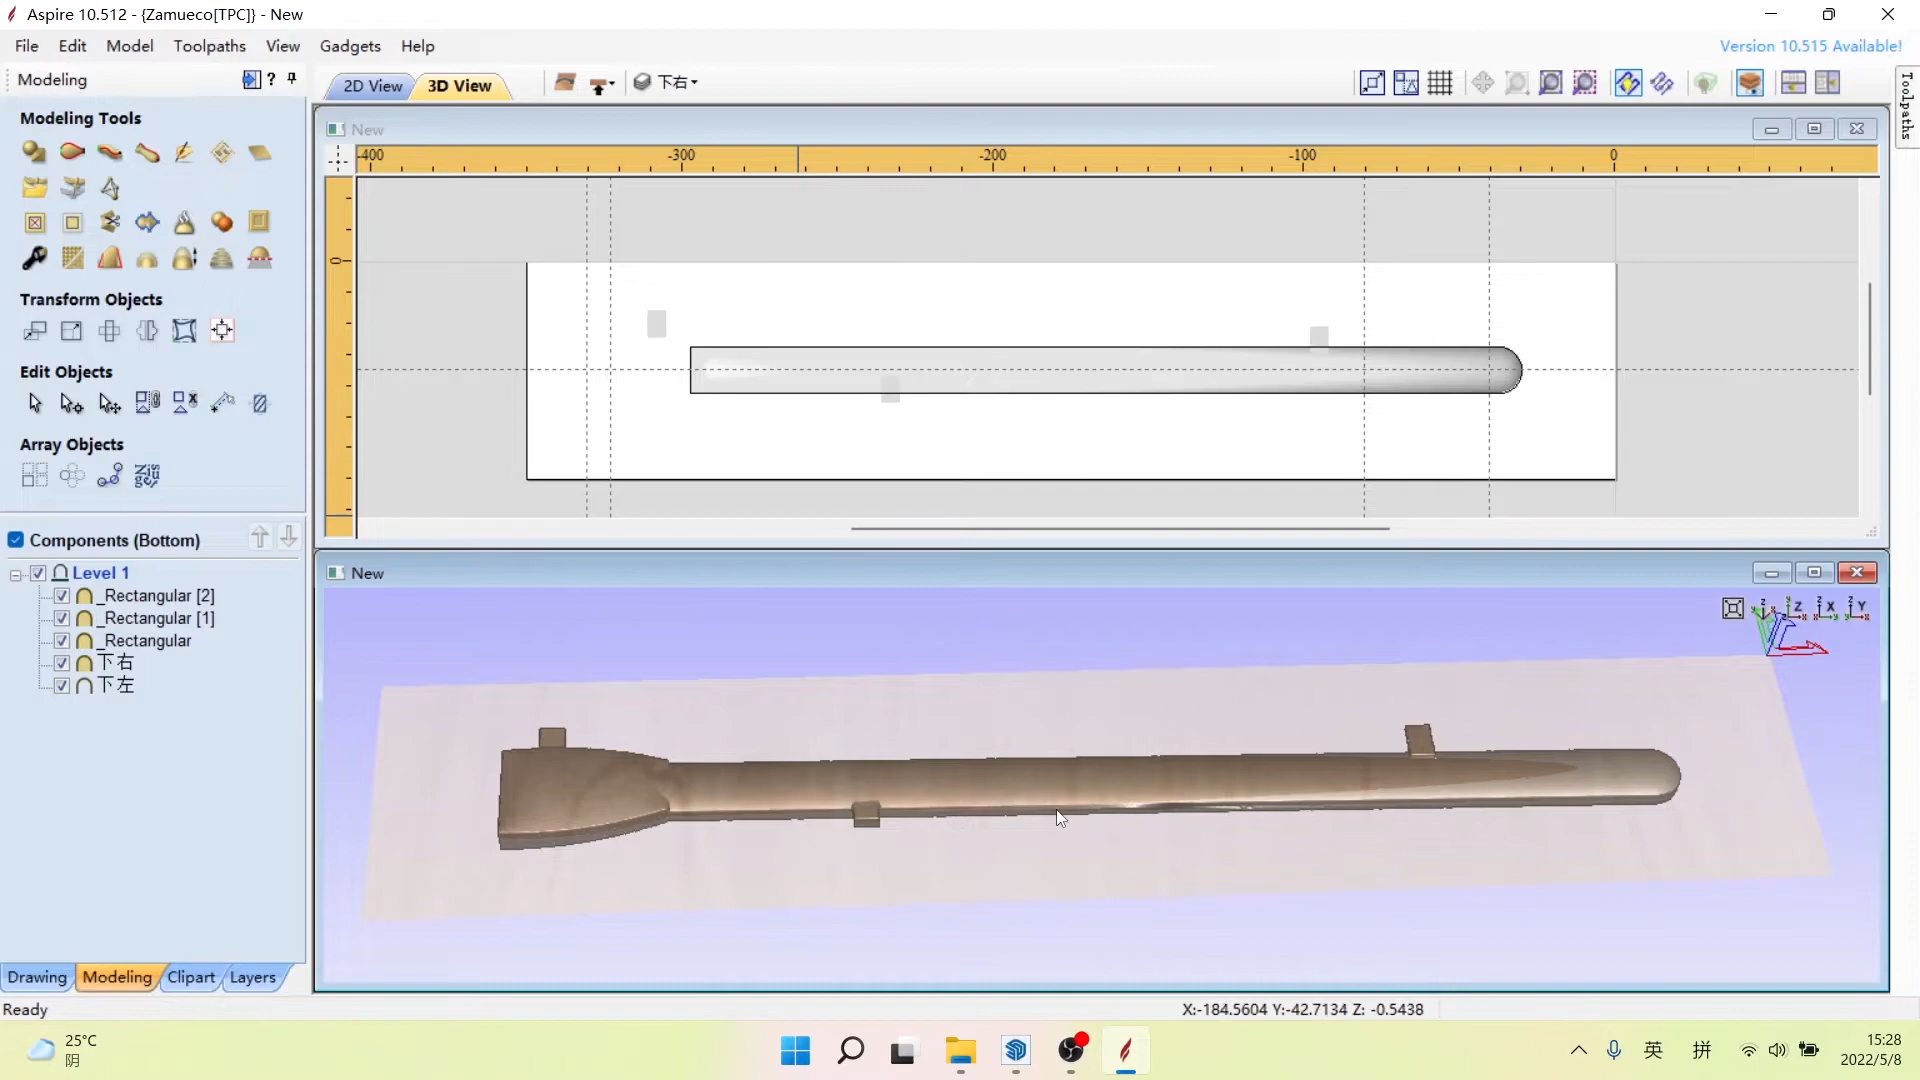 Aspire 10.512 - {Zamueco[TPC]} - New
File Edit Model Toolpaths View Gadgets Help
Version 10.515 Available!
Modeling
2D View 3D View
下右
Toolpaths
Modeling Tools
New
-400 -300 -200 -100 0
0
Transform Objects
Edit Objects
Array Objects
Components (Bottom)
Level 1
_Rectangular [2]
_Rectangular [1]
_Rectangular
下右
下左
New
Z X Y
Drawing Modeling Clipart Layers
Ready
X:-184.5604 Y:-42.7134 Z: -0.5438
25°C
阴
英
拼
15:28
2022/5/8